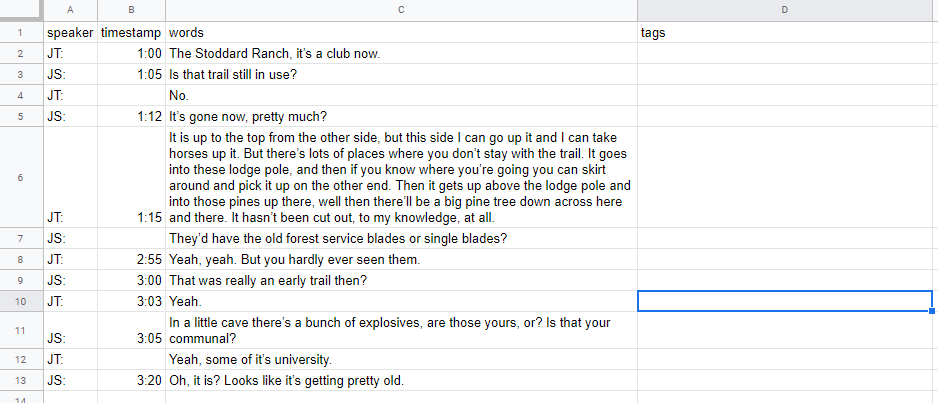 A B C D
1 speaker timestamp words tags
2 JT: 1:00 The Stoddard Ranch, it’s a club now.
3 JS: 1:05 Is that trail still in use?
4 JT: No.
5 JS: 1:12 It’s gone now, pretty much?
It is up to the top from the other side, but this side I can go up it and I can take
horses up it. But there’s lots of places where you don’t stay with the trail. It goes
into these lodge pole, and then if you know where you’re going you can skirt
6 around and pick it up on the other end. Then it gets up above the lodge pole and
into those pines up there, well then there’ll be a big pine tree down across here
JT: 1:15 and there. It hasn’t been cut out, to my knowledge, at all.
7 JS: They’d have the old forest service blades or single blades?
8 JT: 2:55 Yeah, yeah. But you hardly ever seen them.
9 JS: 3:00 That was really an early trail then?
10 JT: 3:03 Yeah.
In a little cave there’s a bunch of explosives, are those yours, or? Is that your
11 JS: 3:05 communal?
12 JT: Yeah, some of it’s university.
13 JS: 3:20 Oh, it is? Looks like it’s getting pretty old.
14